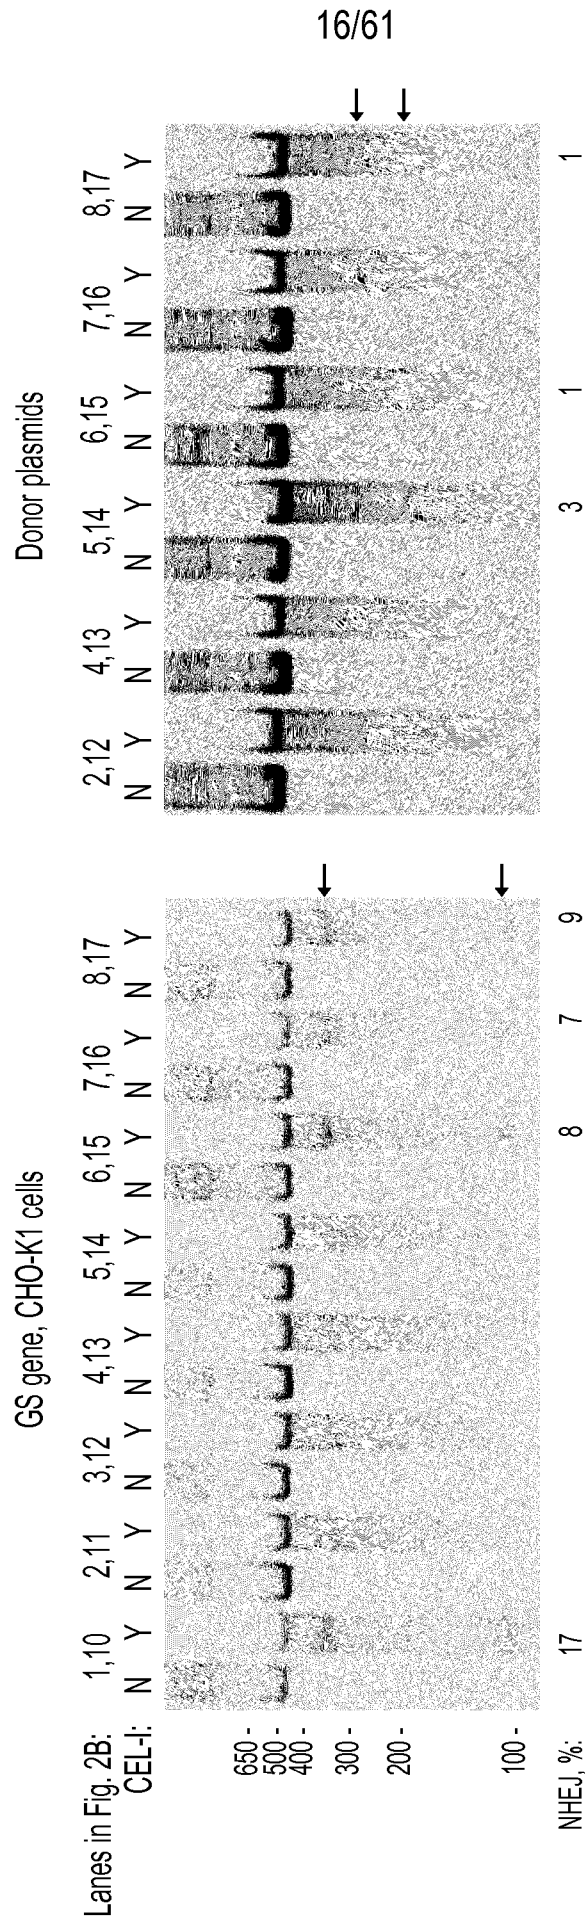 16/61
GS gene, CHO-K1 cells
Donor plasmids
Lanes in Fig. 2B: 1,10 2,11 3,12 4,13 5,14 6,15 7,16 8,17 2,12 4,13 5,14 6,15 7,16 8,17
CEL-I: N Y N Y N Y N Y N Y N Y N Y N Y N Y N Y N Y N Y N Y N Y
650-
500-
400-
300-
200-
100-
NHEJ, %: 17 8 7 9 3 1 1